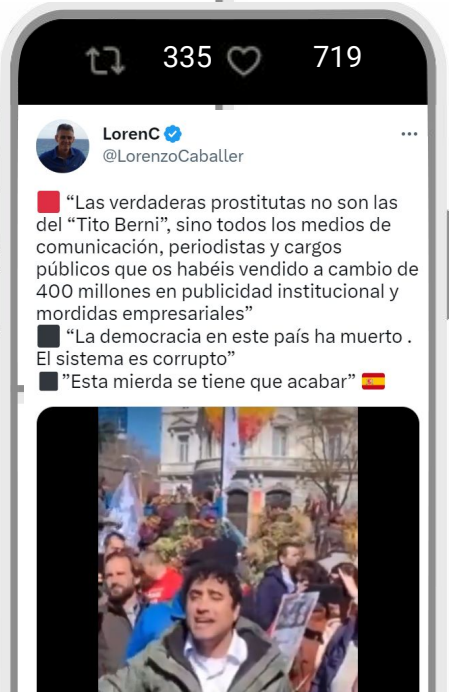 335 719
LorenC
@LorenzoCaballer
“Las verdaderas prostitutas no son las
del “Tito Berni”, sino todos los medios de
comunicación, periodistas y cargos
públicos que os habéis vendido a cambio de
400 millones en publicidad institucional y
mordidas empresariales”
“La democracia en este país ha muerto .
El sistema es corrupto”
”Esta mierda se tiene que acabar”